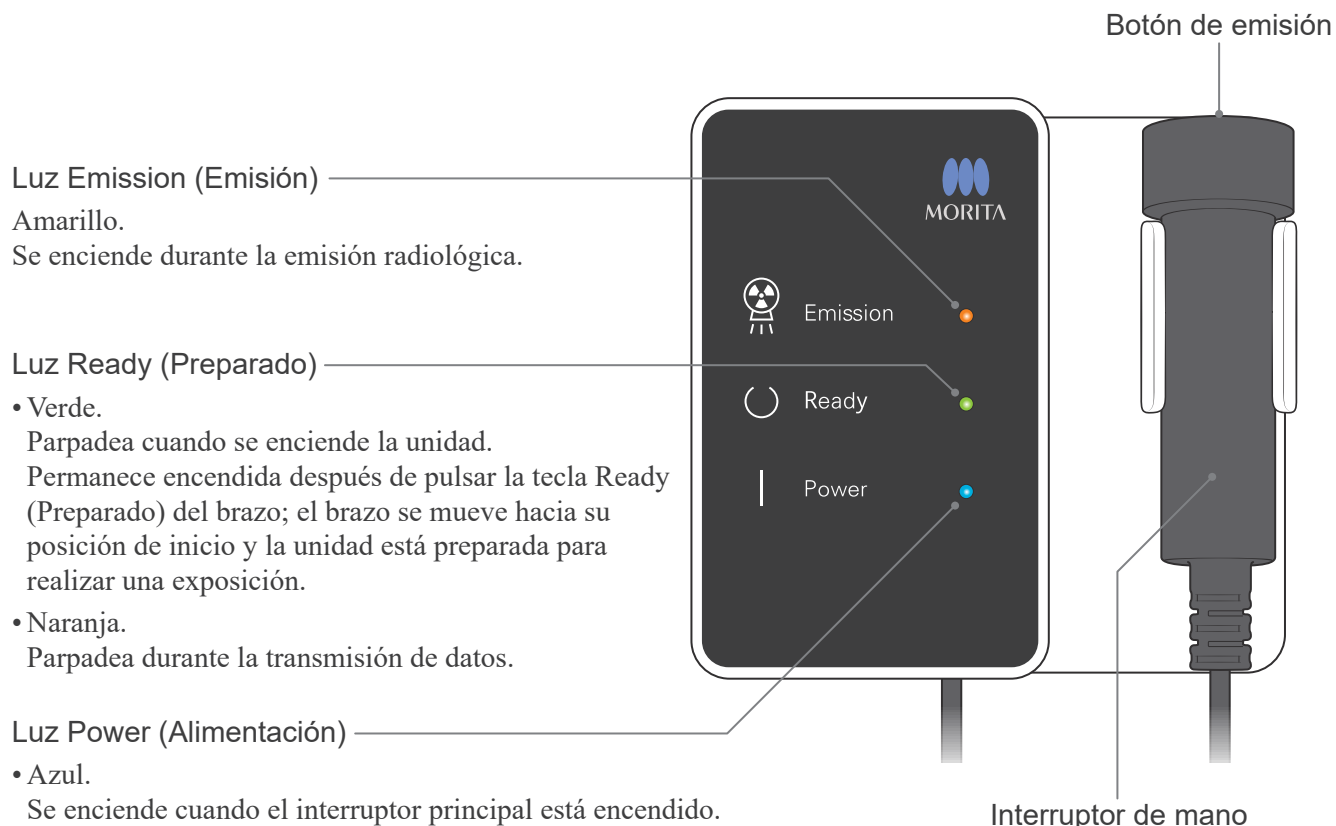 Botón de emisión
Luz Emission (Emisión)
Amarillo.
Se enciende durante la emisión radiológica.
Luz Ready (Preparado)
• Verde.
Parpadea cuando se enciende la unidad.
Permanece encendida después de pulsar la tecla Ready
(Preparado) del brazo; el brazo se mueve hacia su
posición de inicio y la unidad está preparada para
realizar una exposición.
• Naranja.
Parpadea durante la transmisión de datos.
Luz Power (Alimentación)
• Azul.
Se enciende cuando el interruptor principal está encendido.
MORITA
Emission
Ready
Power
Interruptor de mano